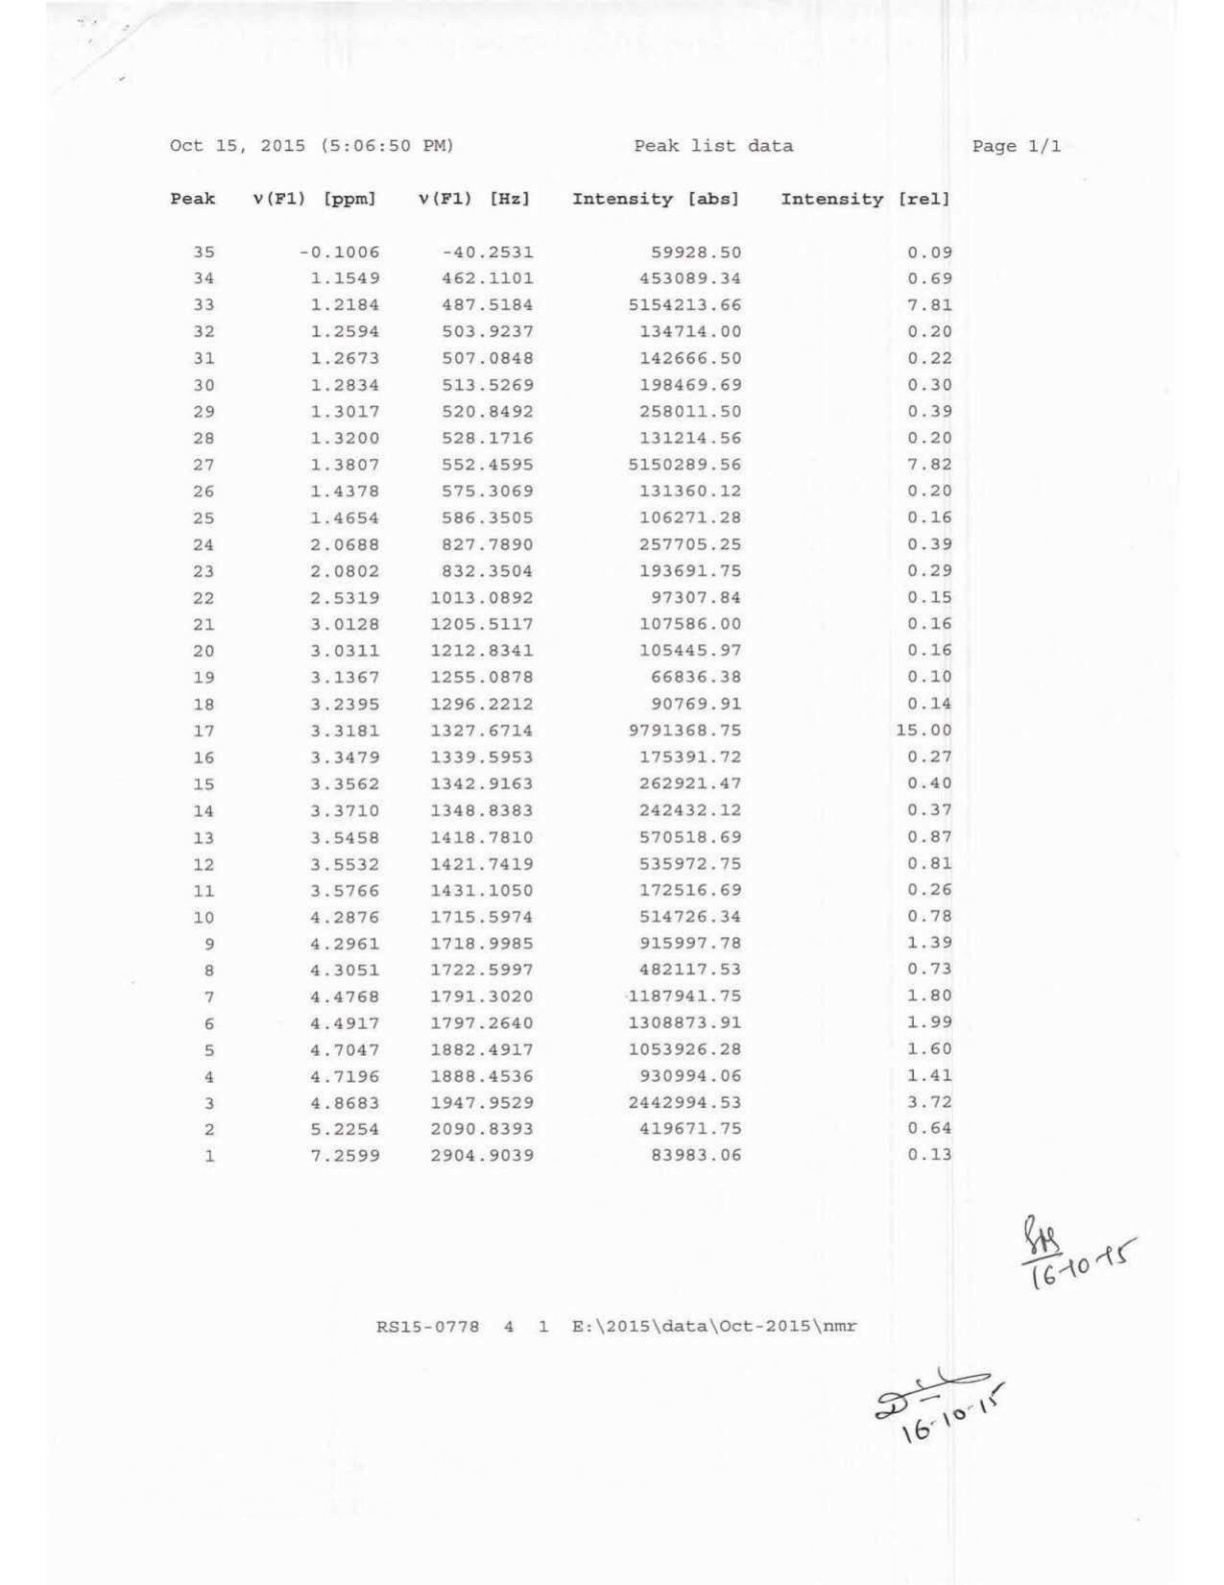 Oct 15, 2015 (5:06:50 PM) Peak list data Page 1/1
Peak ν(F1) [ppm] ν(F1) [Hz] Intensity [abs] Intensity [rel]
35 -0.1006 -40.2531 59928.50 0.09
34 1.1549 462.1101 453089.34 0.69
33 1.2184 487.5184 5154213.66 7.81
32 1.2594 503.9237 134714.00 0.20
31 1.2673 507.0848 142666.50 0.22
30 1.2834 513.5269 198469.69 0.30
29 1.3017 520.8492 258011.50 0.39
28 1.3200 528.1716 131214.56 0.20
27 1.3807 552.4595 5150289.56 7.82
26 1.4378 575.3069 131360.12 0.20
25 1.4654 586.3505 106271.28 0.16
24 2.0688 827.7890 257705.25 0.39
23 2.0802 832.3504 193691.75 0.29
22 2.5319 1013.0892 97307.84 0.15
21 3.0128 1205.5117 107586.00 0.16
20 3.0311 1212.8341 105445.97 0.16
19 3.1367 1255.0878 66836.38 0.10
18 3.2395 1296.2212 90769.91 0.14
17 3.3181 1327.6714 9791368.75 15.00
16 3.3479 1339.5953 175391.72 0.27
15 3.3562 1342.9163 262921.47 0.40
14 3.3710 1348.8383 242432.12 0.37
13 3.5458 1418.7810 570518.69 0.87
12 3.5532 1421.7419 535972.75 0.81
11 3.5766 1431.1050 172516.69 0.26
10 4.2876 1715.5974 514726.34 0.78
9 4.2961 1718.9985 915997.78 1.39
8 4.3051 1722.5997 482117.53 0.73
7 4.4768 1791.3020 1187941.75 1.80
6 4.4917 1797.2640 1308873.91 1.99
5 4.7047 1882.4917 1053926.28 1.60
4 4.7196 1888.4536 930994.06 1.41
3 4.8683 1947.9529 2442994.53 3.72
2 5.2254 2090.8393 419671.75 0.64
1 7.2599 2904.9039 83983.06 0.13
16-10-15
RS15-0778 4 1 E:\2015\data\Oct-2015\nmr
16-10-15